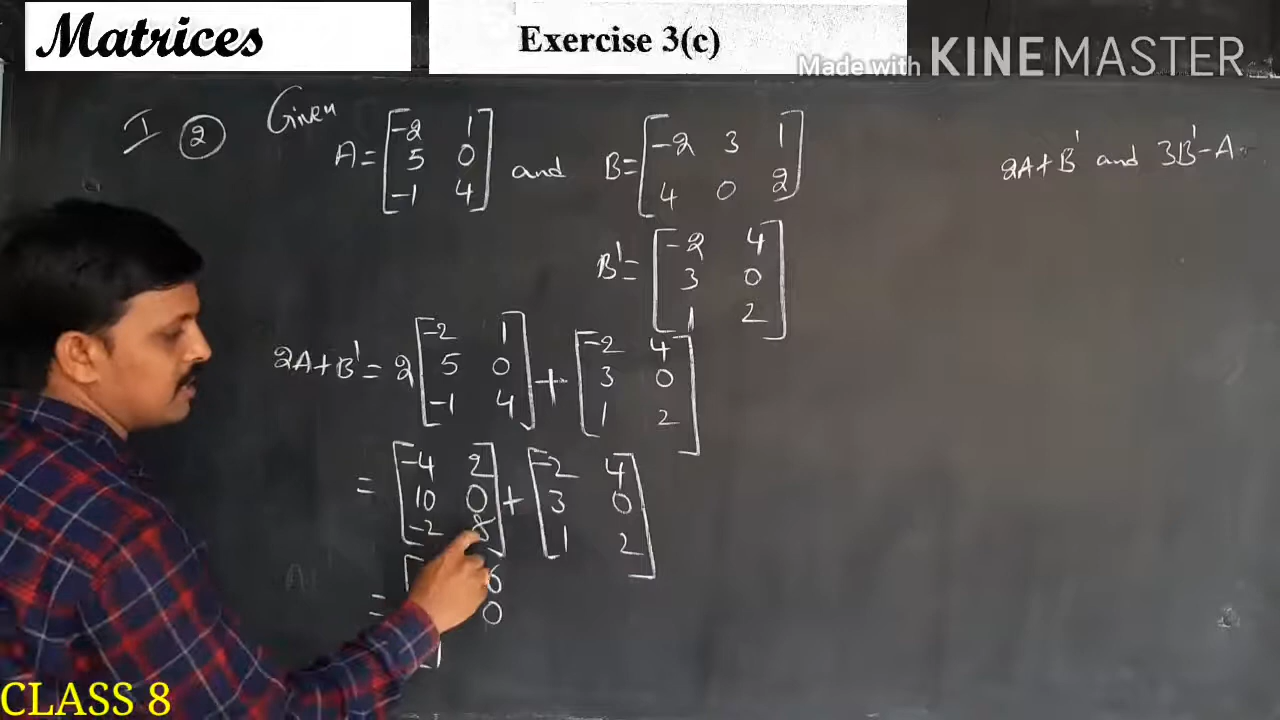 Matrices
Exercise 3(c)
Made with KINEMASTER
I 2 Given
A = [-2 1
5 0
-1 4] and B = [-2 3 1
4 0 2]
2A+B' and 3B'-A
B' = [-2 4
3 0
1 2]
2A+B' = 2 [-2 1
5 0
-1 4] + [-2 4
3 0
1 2]
= [-4 2
10 0
-2 8] + [-2 4
3 0
1 2]
= [ 6
0
-1
CLASS 8